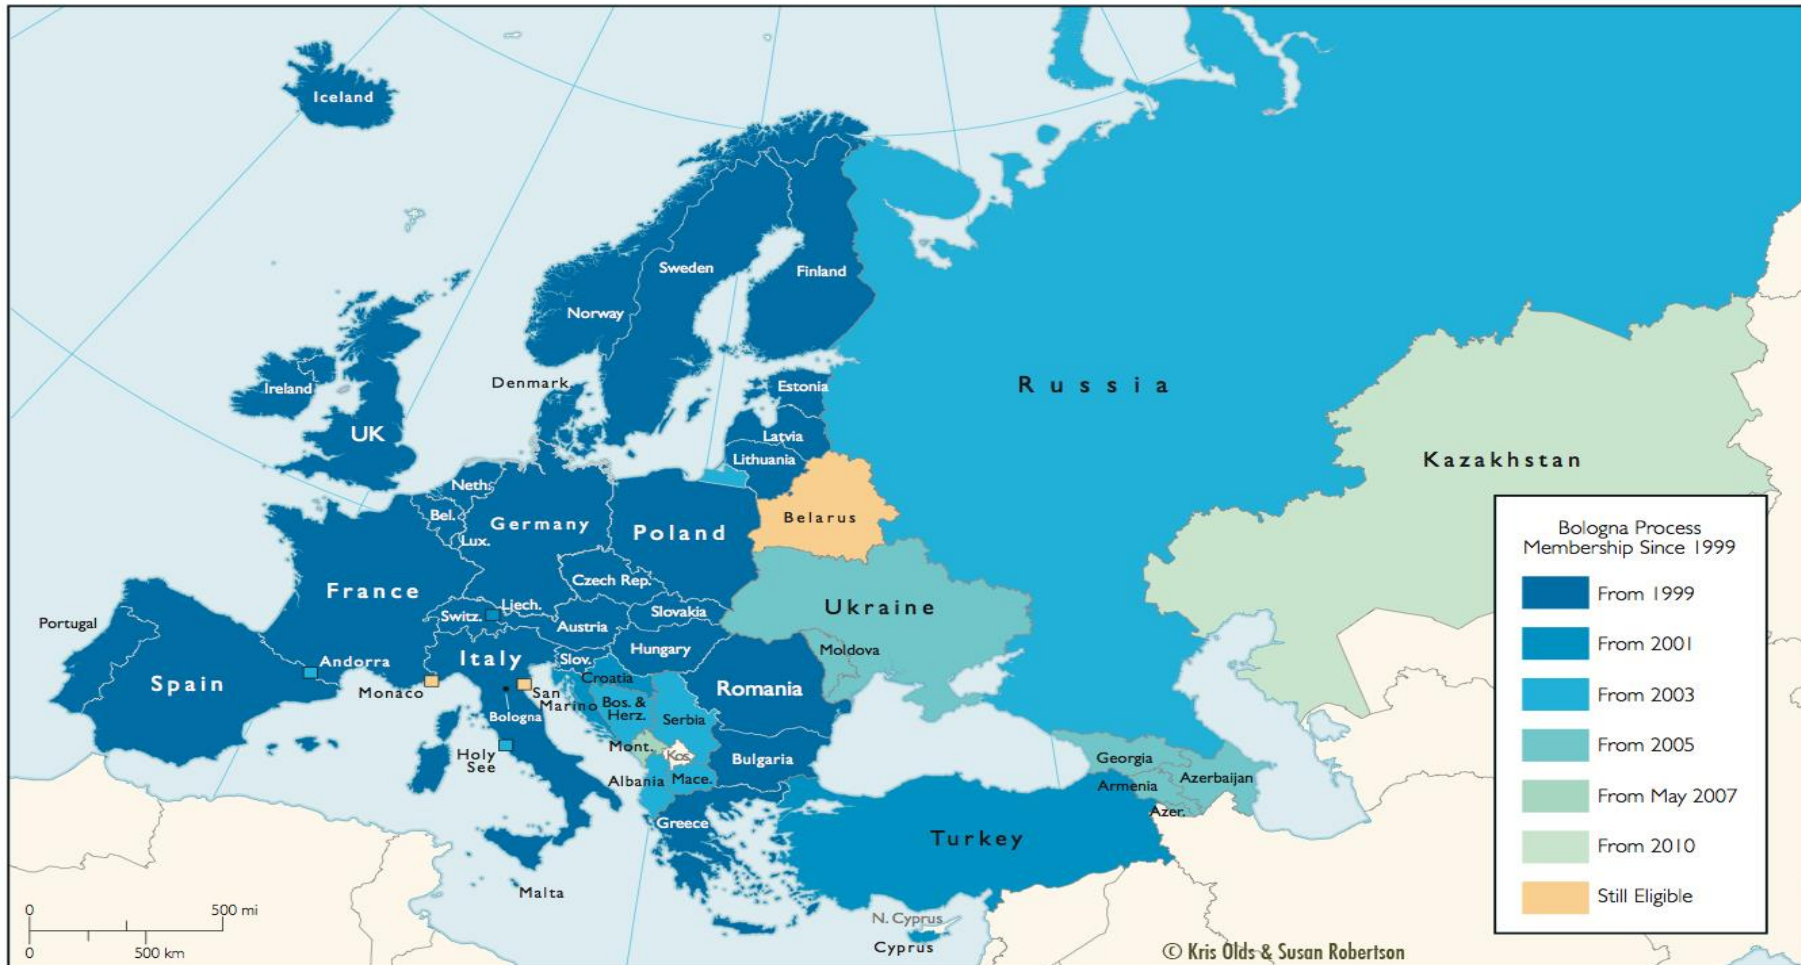 Iceland
Sweden
Finland
Norway
Denmark
Estonia
Russia
Ireland
UK
Latvia
Lithuania
Kazakhstan
Neth.
Bel.
Germany
Poland
Belarus
Lux.
France
Czech Rep.
Ukraine
Liech.
Switz.
Slovakia
Austria
Portugal
Hungary
Moldova
Italy
Slov.
Andorra
Spain
Croatia
Romania
Monaco
San
Marino
Bos. &
Herz.
Bologna
Serbia
Holy
See
Mont.
Kos.
Bulgaria
Georgia
Albania
Mace.
Azerbaijan
Armenia
Azer.
Greece
Turkey
Malta
N. Cyprus
Cyprus
0
500 mi
0
500 km
© Kris Olds & Susan Robertson
Bologna Process
Membership Since 1999
From 1999
From 2001
From 2003
From 2005
From May 2007
From 2010
Still Eligible